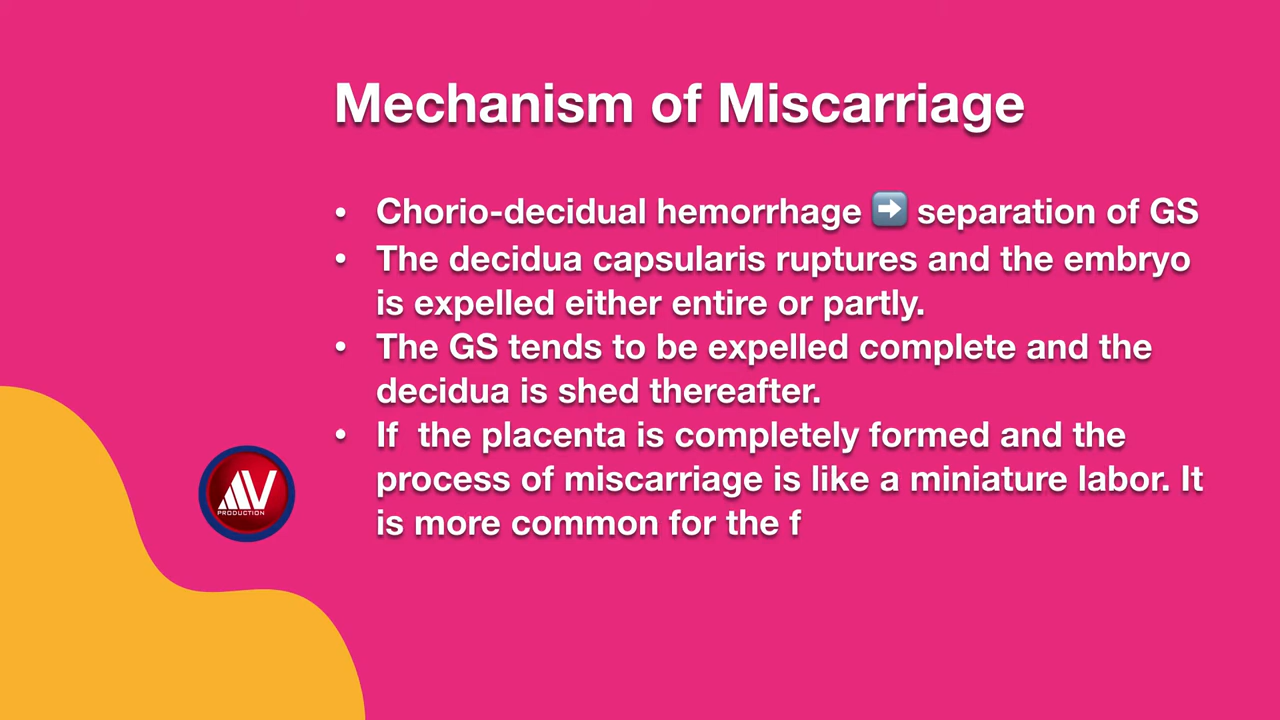 Mechanism of Miscarriage
• Chorio-decidual hemorrhage ➡️ separation of GS
• The decidua capsularis ruptures and the embryo
is expelled either entire or partly.
• The GS tends to be expelled complete and the
decidua is shed thereafter.
• If  the placenta is completely formed and the
process of miscarriage is like a miniature labor. It
is more common for the f
AV
PRODUCTION